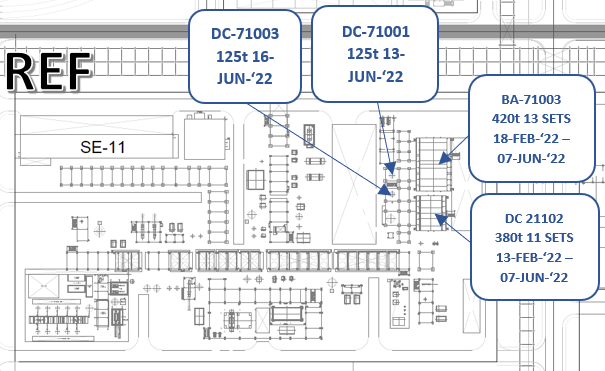 DC-71003
125t 16-
JUN-‘22
DC-71001
125t 13-
JUN-‘22
REF
BA-71003
420t 13 SETS
18-FEB-‘22 –
07-JUN-‘22
SE-11
DC 21102
380t 11 SETS
13-FEB-‘22 –
07-JUN-‘22